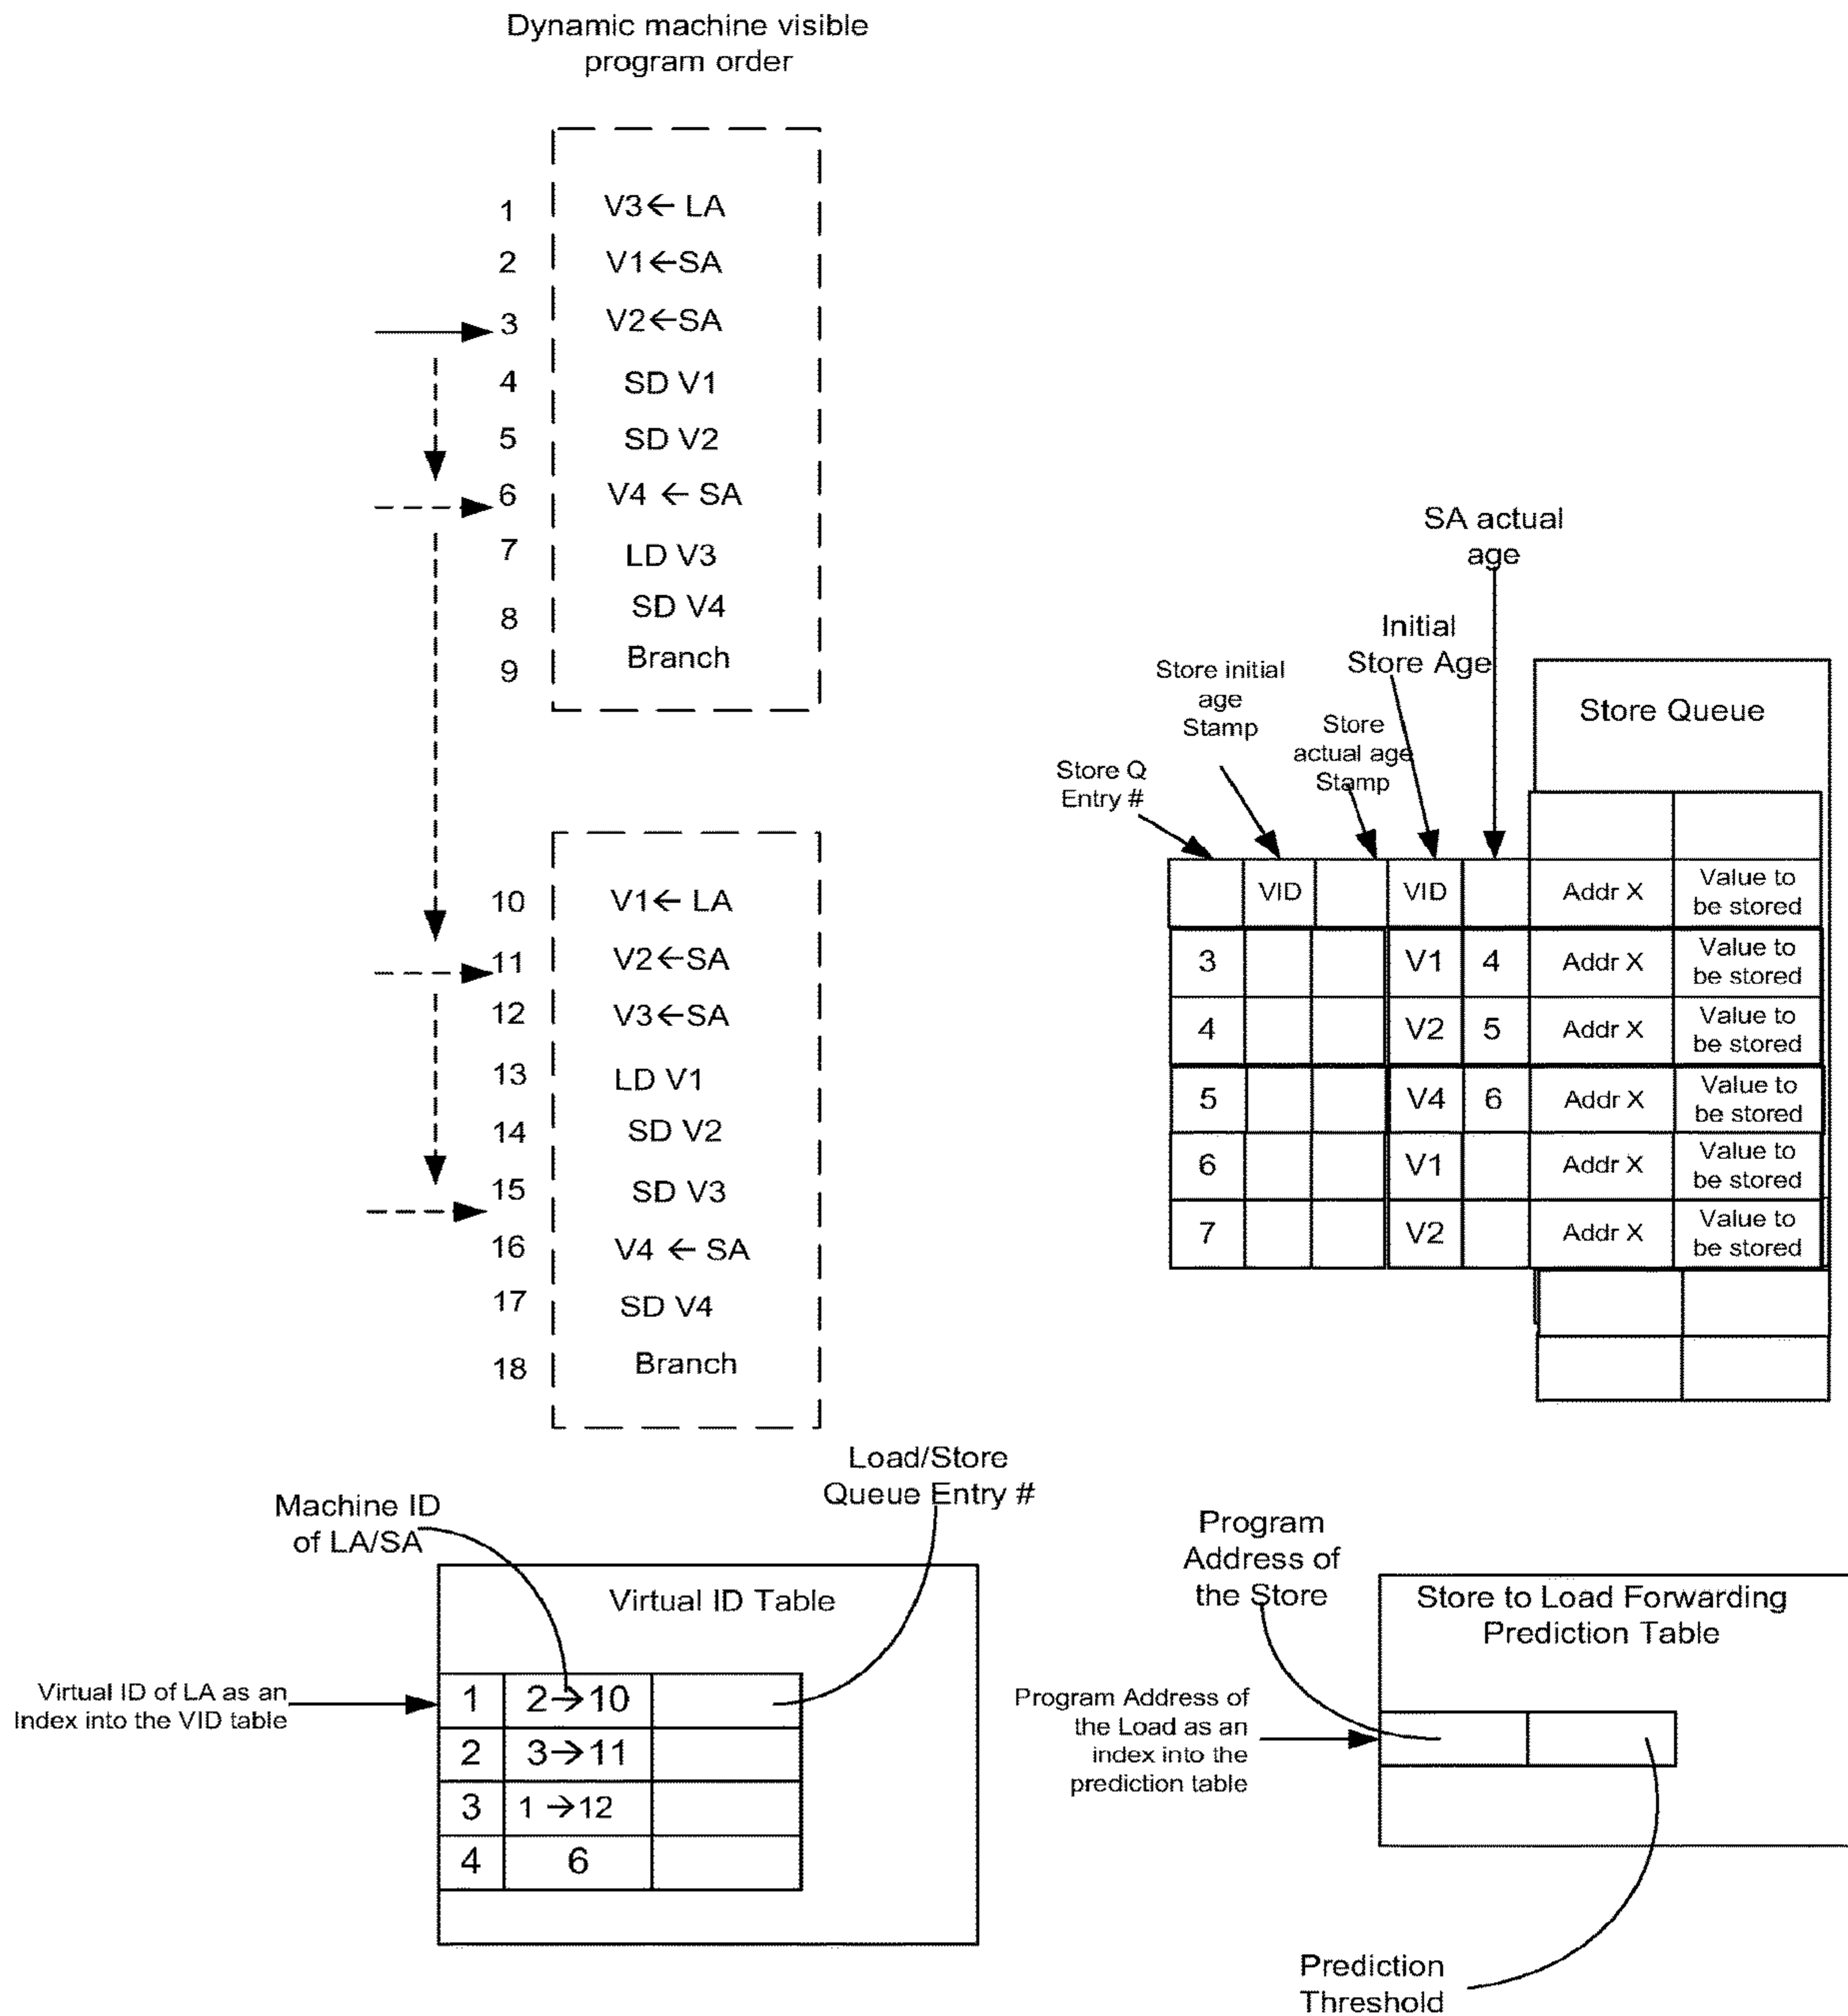 Dynamic machine visible
program order
1 V3← LA
2 V1←SA
3 V2←SA
4 SD V1
5 SD V2
6 V4 ← SA
7 LD V3
8 SD V4
9 Branch
10 V1← LA
11 V2←SA
12 V3←SA
13 LD V1
14 SD V2
15 SD V3
16 V4 ← SA
17 SD V4
18 Branch
SA actual
age
Initial
Store Age
Store initial
age
Stamp
Store
actual age
Stamp
Store Q
Entry #
Store Queue
VID VID Addr X Value to
be stored
3 V1 4 Addr X Value to
be stored
4 V2 5 Addr X Value to
be stored
5 V4 6 Addr X Value to
be stored
6 V1 Addr X Value to
be stored
7 V2 Addr X Value to
be stored
Load/Store
Queue Entry #
Machine ID
of LA/SA
Virtual ID Table
Virtual ID of LA as an
Index into the VID table
1 2→10
2 3→11
3 1→12
4 6
Program
Address of
the Store
Store to Load Forwarding
Prediction Table
Program Address of
the Load as an
index into the
prediction table
Prediction
Threshold